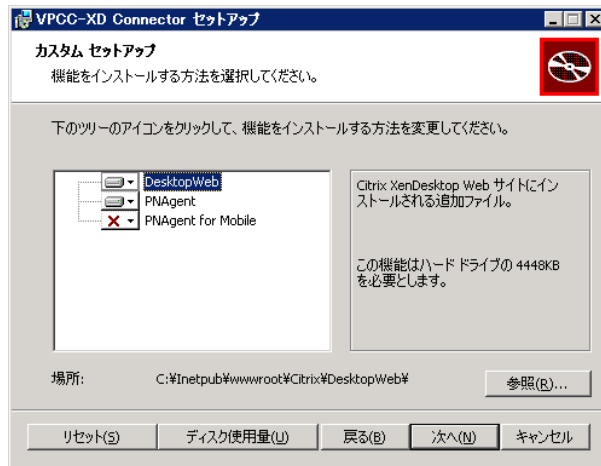 VPCC-XD Connector セットアップ
カスタム セットアップ
機能をインストールする方法を選択してください。
下のツリーのアイコンをクリックして、機能をインストールする方法を変更してください。
DesktopWeb
PNAgent
PNAgent for Mobile
Citrix XenDesktop Web サイトにイン
ストールされる追加ファイル。
この機能はハード ドライブの 4448KB
を必要とします。
場所: C:¥Inetpub¥wwwroot¥Citrix¥DesktopWeb¥
参照(R)...
リセット(S) ディスク使用量(U) 戻る(B) 次へ(N) キャンセル